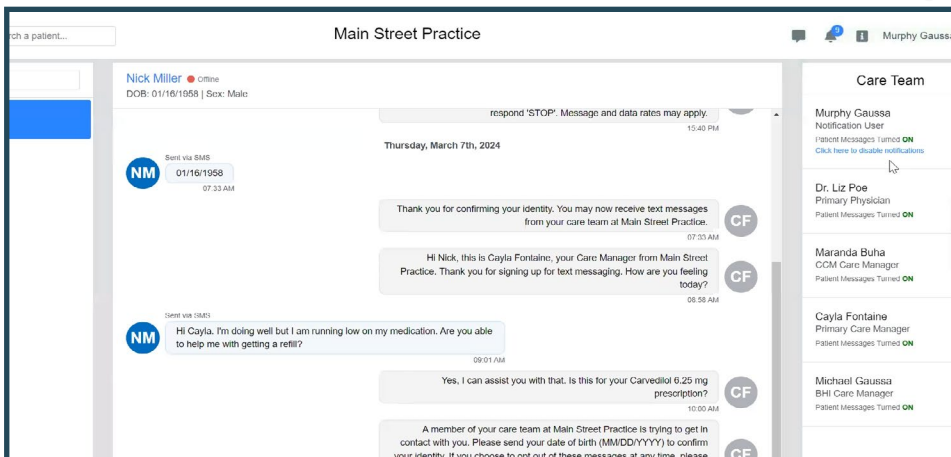 rch a patient...
Main Street Practice
9
Murphy Gaussa
Nick Miller Offline
DOB: 01/16/1958 | Sex: Male
respond 'STOP'. Message and data rates may apply.
15:40 PM
Thursday, March 7th, 2024
Sent via SMS
NM
01/16/1958
07:33 AM
Thank you for confirming your identity. You may now receive text messages
from your care team at Main Street Practice.
CF
07:33 AM
Hi Nick, this is Cayla Fontaine, your Care Manager from Main Street
Practice. Thank you for signing up for text messaging. How are you feeling
today?
CF
08:58 AM
Sent via SMS
NM
Hi Cayla. I'm doing well but I am running low on my medication. Are you able
to help me with getting a refill?
09:01 AM
Yes, I can assist you with that. Is this for your Carvedilol 6.25 mg
prescription?
CF
10:00 AM
A member of your care team at Main Street Practice is trying to get in
contact with you. Please send your date of birth (MM/DD/YYYY) to confirm
your identity. If you choose to opt out of these messages at any time, please
CF
Care Team
Murphy Gaussa
Notification User
Patient Messages Turned ON
Click here to disable notifications
Dr. Liz Poe
Primary Physician
Patient Messages Turned ON
Maranda Buha
CCM Care Manager
Patient Messages Turned ON
Cayla Fontaine
Primary Care Manager
Patient Messages Turned ON
Michael Gaussa
BHI Care Manager
Patient Messages Turned ON